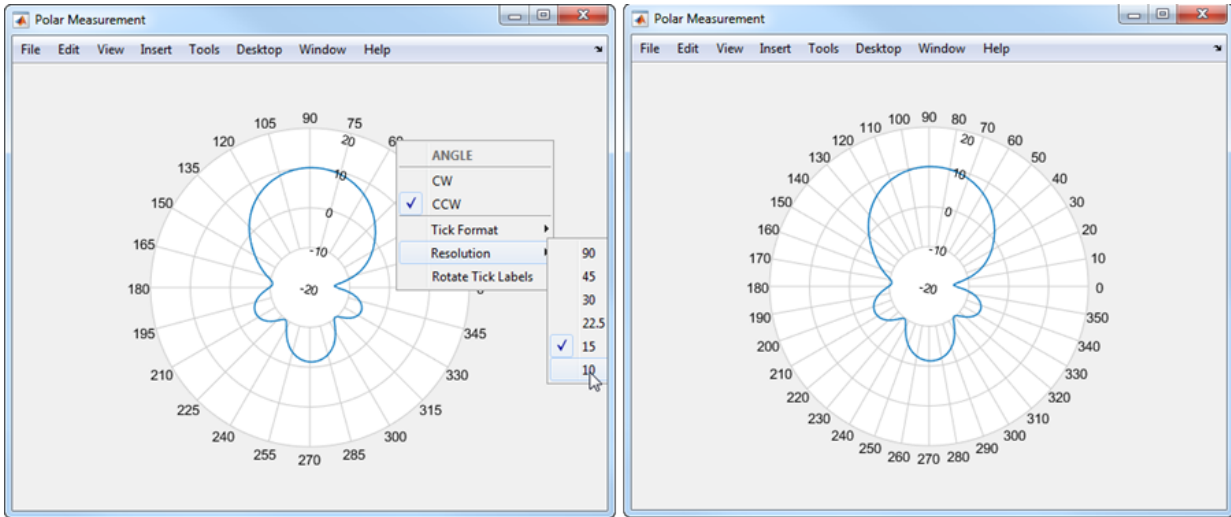 Polar Measurement
File Edit View Insert Tools Desktop Window Help
90
105 75
120 20 60
135
10
150
0
165
-10
180 -20 0
195 345
210 330
225 315
240 300
255 270 285
ANGLE
CW
CCW
Tick Format
Resolution
Rotate Tick Labels
90
45
30
22.5
15
10
Polar Measurement
File Edit View Insert Tools Desktop Window Help
100 90 80
110 70
120 20 60
130 50
140 10 40
150 30
160 0 20
170 -10 10
180 -20 0
190 350
200 340
210 330
220 320
230 310
240 300
250 260 270 280 290